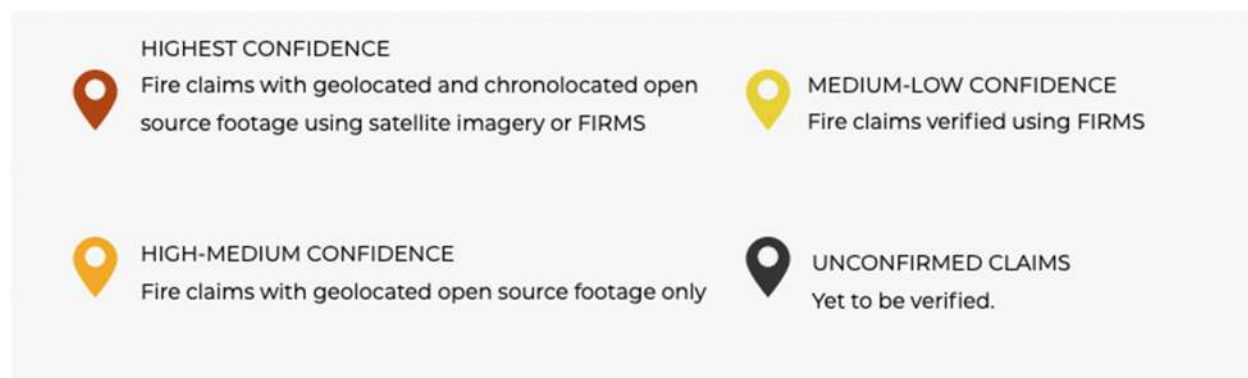 HIGHEST CONFIDENCE
Fire claims with geolocated and chronolocated open
source footage using satellite imagery or FIRMS
MEDIUM-LOW CONFIDENCE
Fire claims verified using FIRMS
HIGH-MEDIUM CONFIDENCE
Fire claims with geolocated open source footage only
UNCONFIRMED CLAIMS
Yet to be verified.